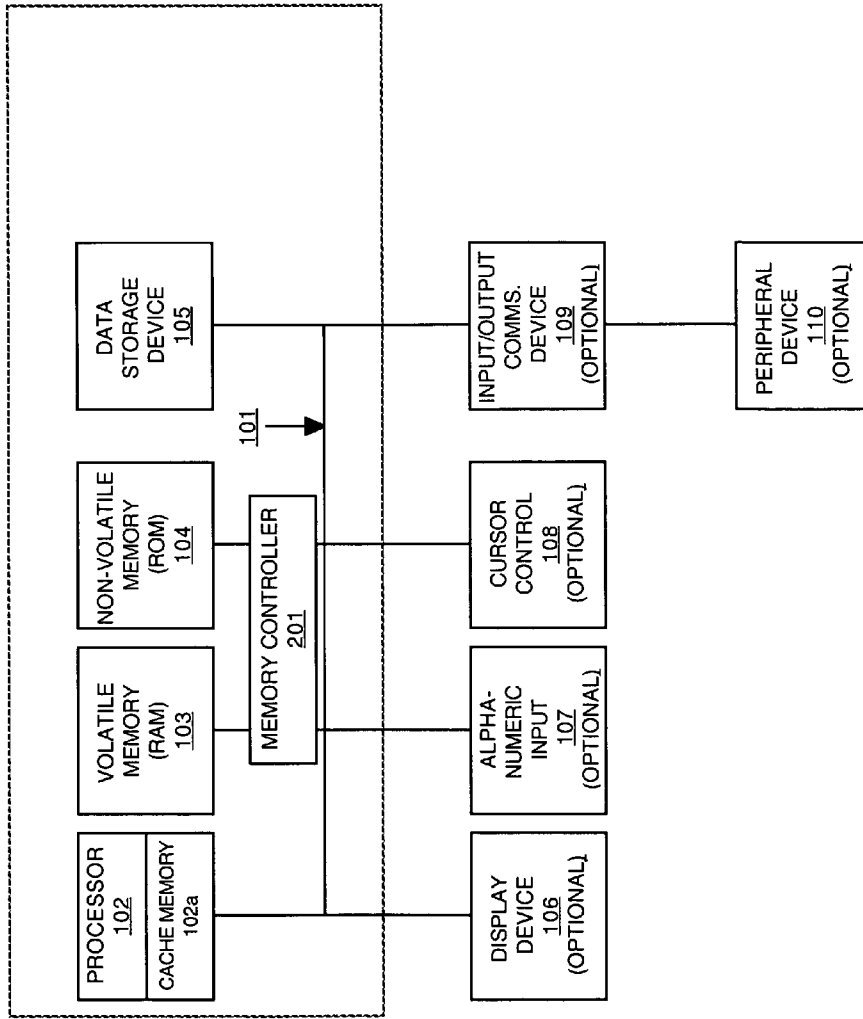 PROCESSOR
102
CACHE MEMORY
102a
VOLATILE
MEMORY
(RAM)
103
NON-VOLATILE
MEMORY
(ROM)
104
DATA
STORAGE
DEVICE
105
MEMORY CONTROLLER
201
101
DISPLAY
DEVICE
106
(OPTIONAL)
ALPHA-
NUMERIC
INPUT
107
(OPTIONAL)
CURSOR
CONTROL
108
(OPTIONAL)
INPUT/OUTPUT
COMMS.
DEVICE
109
(OPTIONAL)
PERIPHERAL
DEVICE
110
(OPTIONAL)